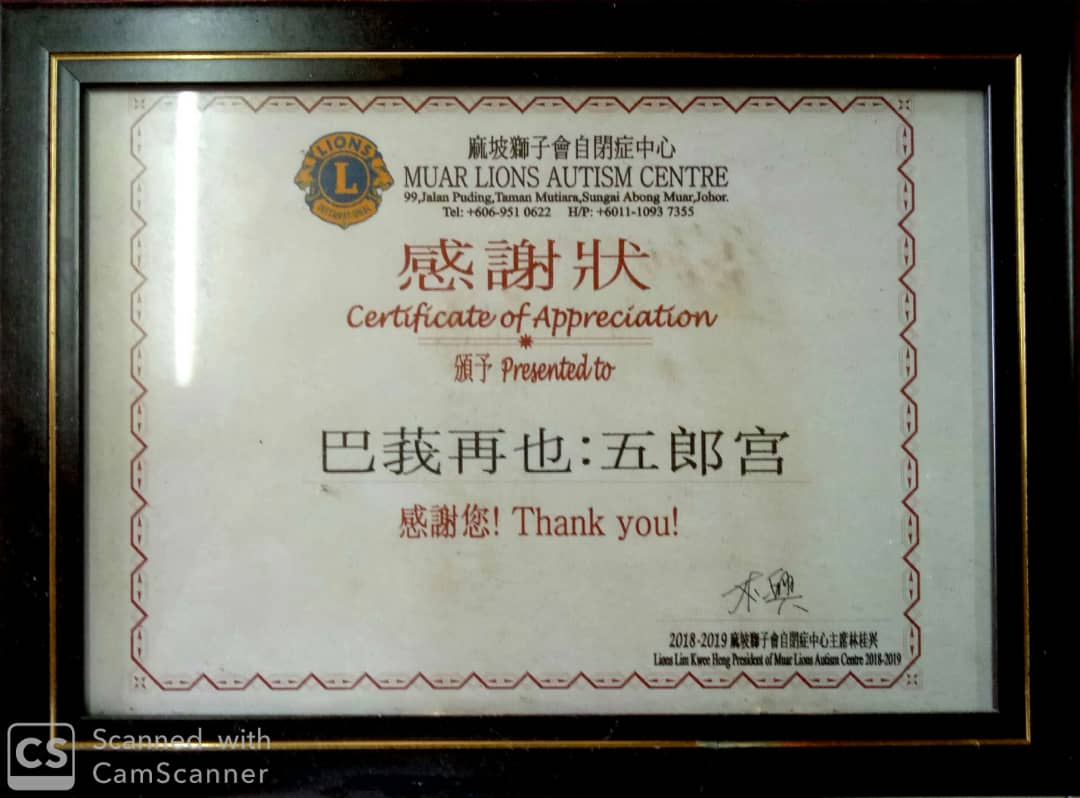 LIONS
L
INTERNATIONAL
麻坡獅子會自閉症中心
MUAR LIONS AUTISM CENTRE
99,Jalan Puding,Taman Mutiara,Sungai Abong Muar,Johor.
Tel: +606-951 0622 H/P: +6011-1093 7355
感謝狀
Certificate of Appreciation
頒予 Presented to
巴莪再也:五郎宫
感謝您! Thank you!
2018-2019 麻坡獅子會自閉症中心主席林桂兴
Lions Lim Kwee Heng President of Muar Lions Autism Centre 2018-2019
CS Scanned with
CamScanner